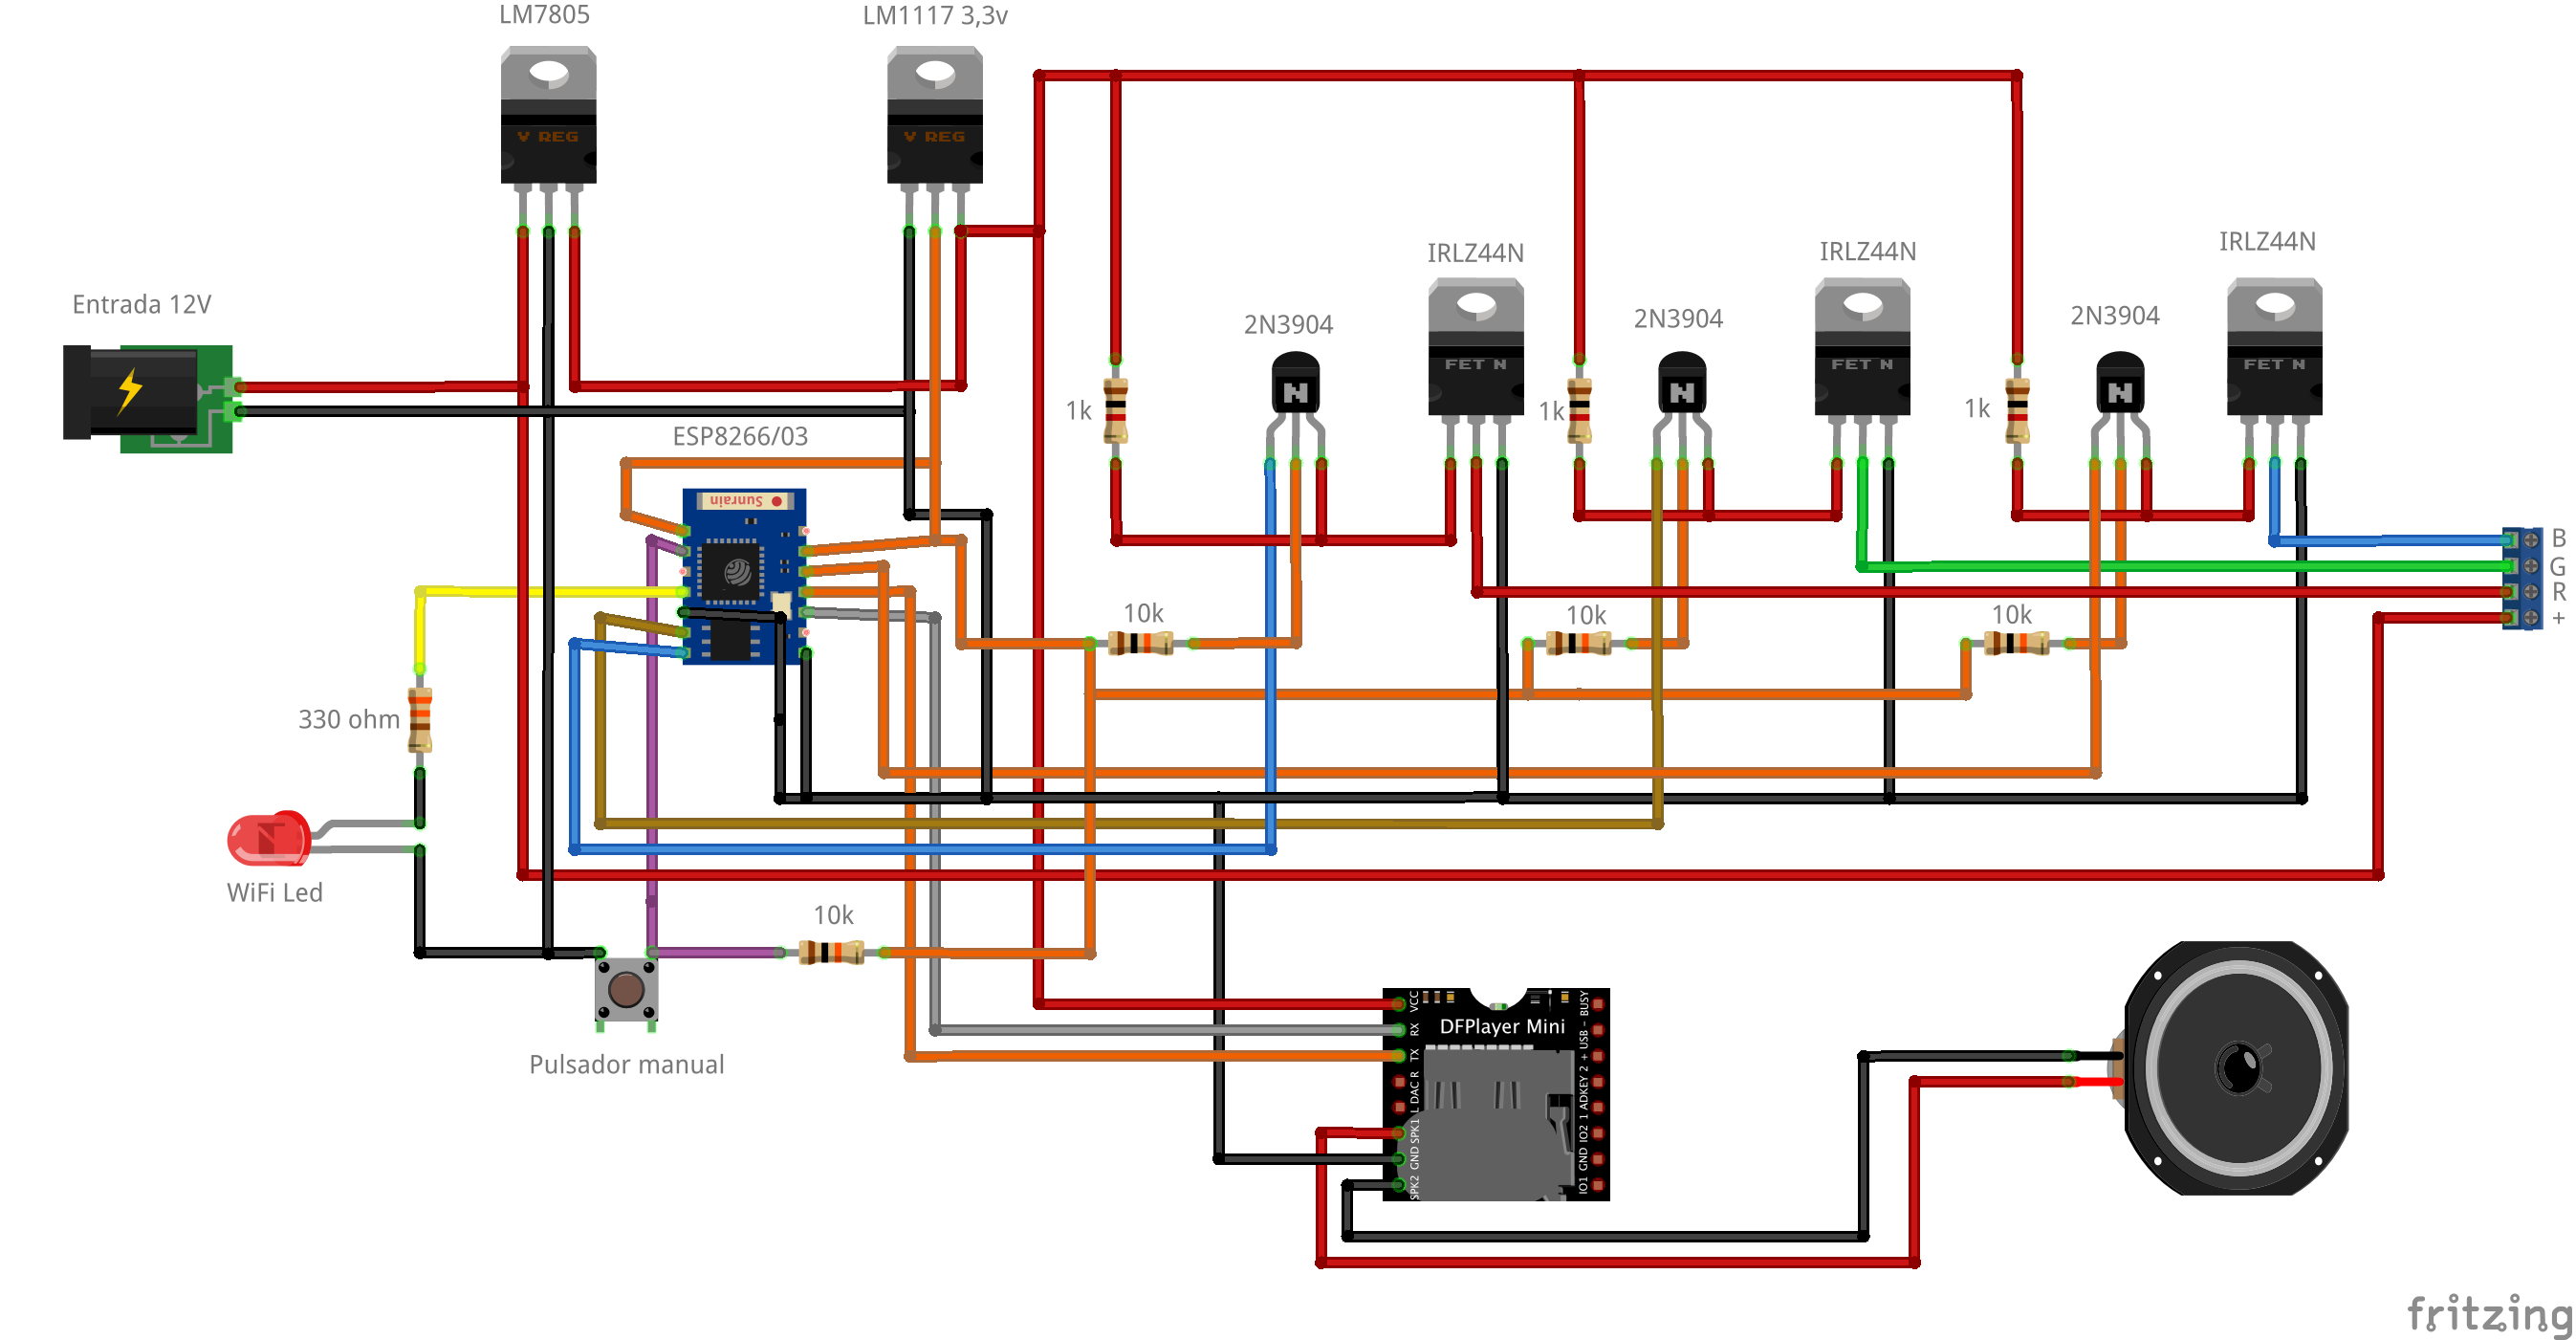 LM7805
LM1117 3,3v
V REG
V REG
IRLZ44N
IRLZ44N
IRLZ44N
Entrada 12V
2N3904
2N3904
2N3904
FET N
FET N
FET N
N
N
N
1k
1k
1k
ESP8266/03
Sunrain
B
G
R
+
10k
10k
10k
330 ohm
WiFi Led
10k
Pulsador manual
DFPlayer Mini
VCC
RX
TX
DAC R
L
SPK1
GND
SPK2
BUSY
USB -
+
ADKEY 2
ADKEY 1
IO2
GND
IO1
fritzing